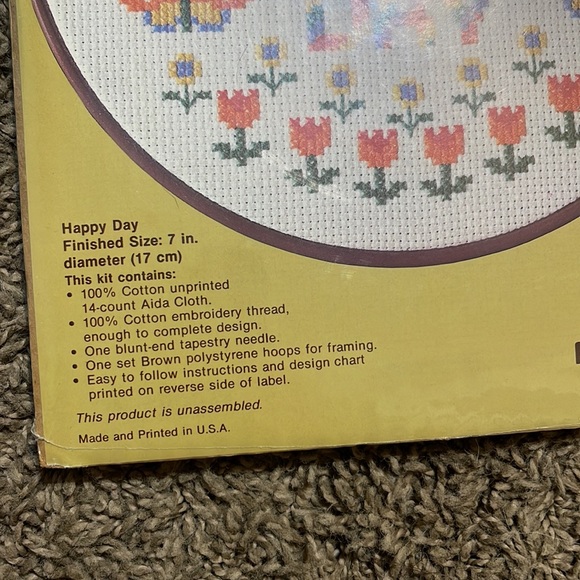 Happy Day
Finished Size: 7 in.
diameter (17 cm)
This kit contains:
• 100% Cotton unprinted
14-count Aida Cloth.
• 100% Cotton embroidery thread,
enough to complete design.
• One blunt-end tapestry needle.
• One set Brown polystyrene hoops for framing.
• Easy to follow instructions and design chart
printed on reverse side of label.
This product is unassembled.
Made and Printed in U.S.A.